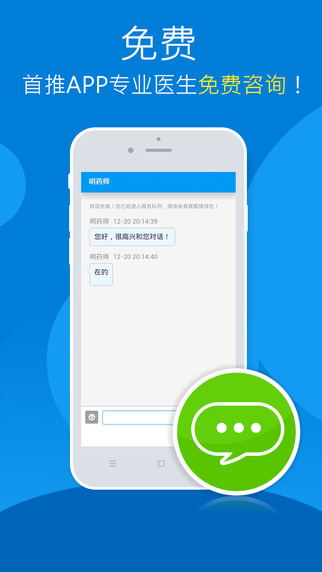 免费
首推APP专业医生免费咨询！
明药师
欢迎光临！您已经进入服务队列，很快会有客服接待您！
明药师 12-20 20:14:39
您好，很高兴和您对话！
明药师 12-20 20:14:40
在的